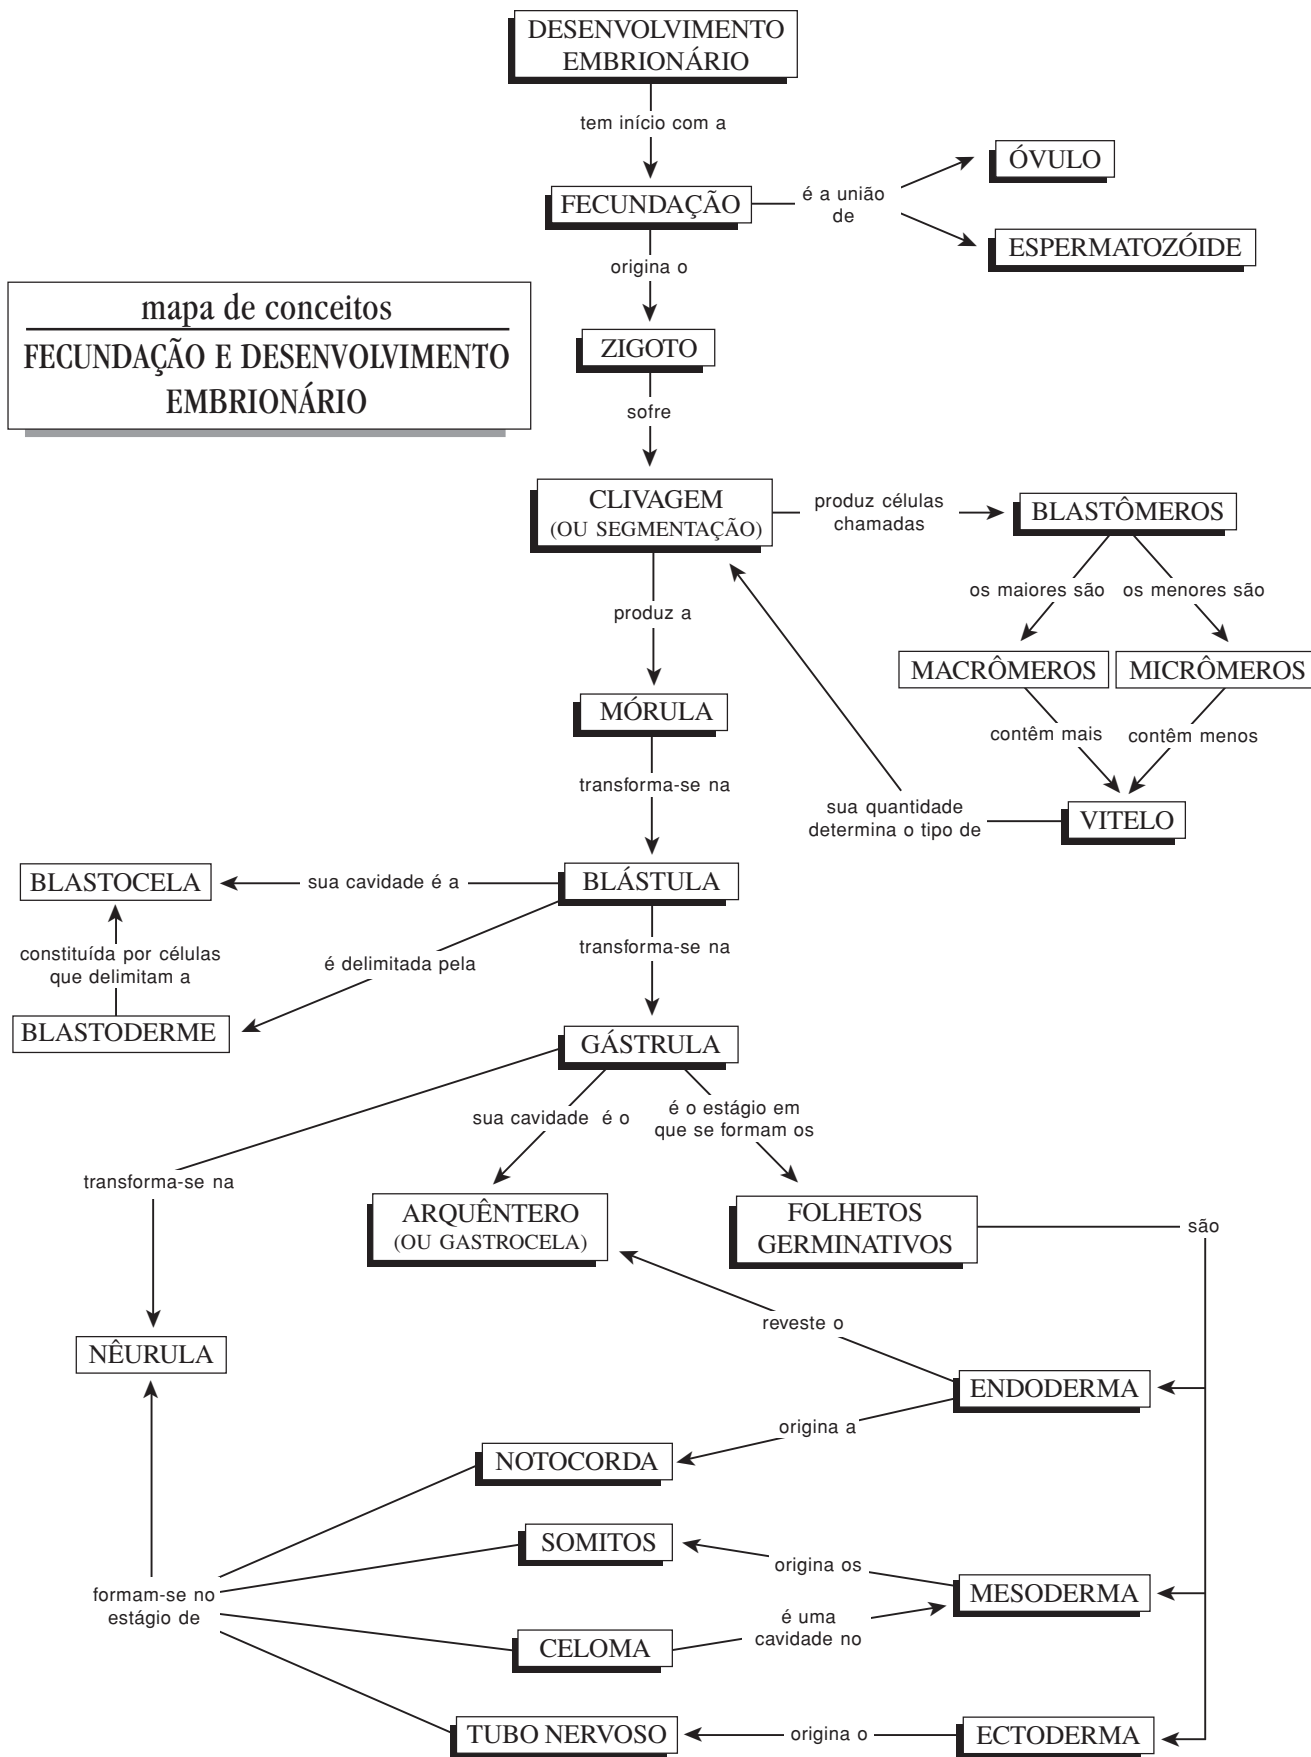 DESENVOLVIMENTO
EMBRIONÁRIO
tem início com a
FECUNDAÇÃO
é a união
de
ÓVULO
ESPERMATOZÓIDE
origina o
mapa de conceitos
FECUNDAÇÃO E DESENVOLVIMENTO
EMBRIONÁRIO
ZIGOTO
sofre
CLIVAGEM
(OU SEGMENTAÇÃO)
produz células
chamadas
BLASTÔMEROS
os maiores são
os menores são
produz a
MACRÔMEROS
MICRÔMEROS
MÓRULA
contêm mais
contêm menos
transforma-se na
sua quantidade
determina o tipo de
VITELO
BLASTOCELA
sua cavidade é a
BLÁSTULA
constituída por células
que delimitam a
é delimitada pela
transforma-se na
BLASTODERME
GÁSTRULA
sua cavidade é o
é o estágio em
que se formam os
transforma-se na
ARQUÊNTERO
(OU GASTROCELA)
FOLHETOS
GERMINATIVOS
são
reveste o
NÊURULA
ENDODERMA
origina a
NOTOCORDA
SOMITOS
origina os
MESODERMA
formam-se no
estágio de
é uma
cavidade no
CELOMA
TUBO NERVOSO
origina o
ECTODERMA